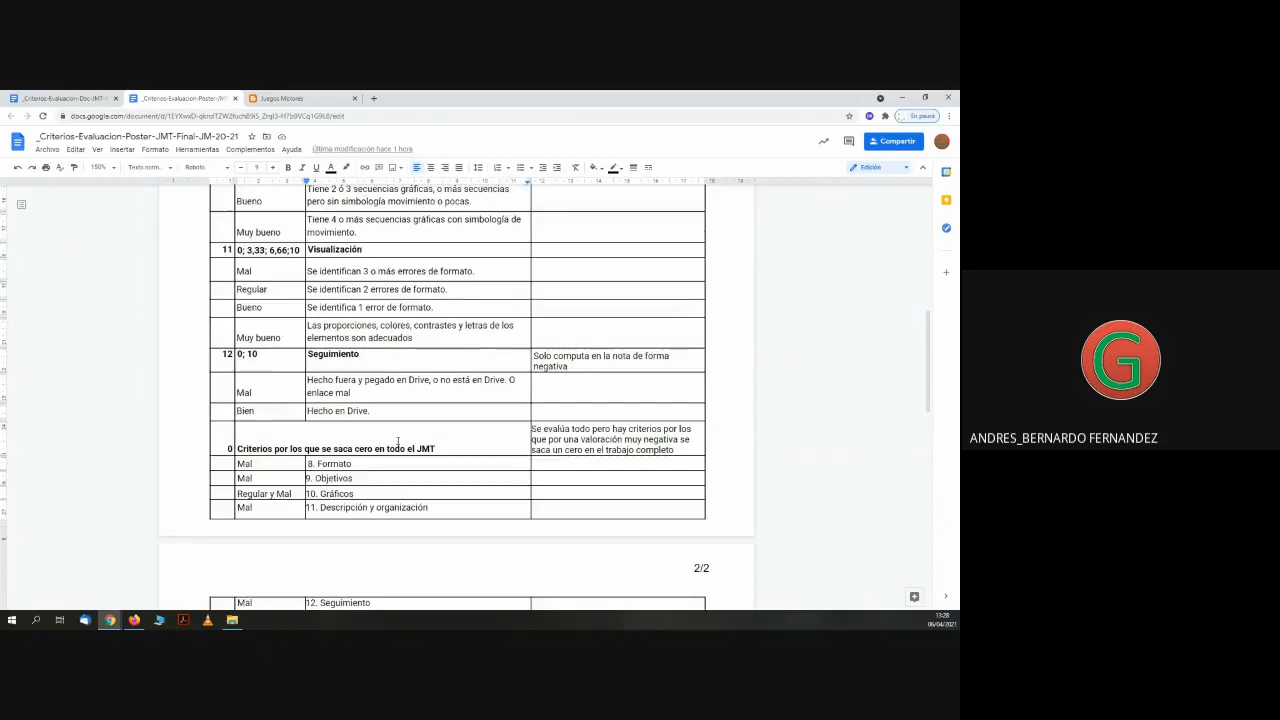 _Criterios-Evaluacion-Doc-JMT-F
_Criterios-Evaluacion-Poster-JMT
Juegos Motores
En pausa
_Criterios-Evaluacion-Poster-JMT-Final-JM-20-21
Archivo Editar Ver Insertar Formato Herramientas Complementos Ayuda Última modificación hace 1 hora
Compartir
150% Texto norm... Roboto ? Edición
Bueno Tiene 2 ó 3 secuencias gráficas, o más secuencias
pero sin simbología movimiento o pocas.
Muy bueno Tiene 4 o más secuencias gráficas con simbología de
movimiento.
11 0; 3,33; 6,66;10 Visualización
Mal Se identifican 3 o más errores de formato.
Regular Se identifican 2 errores de formato.
Bueno Se identifica 1 error de formato.
Muy bueno Las proporciones, colores, contrastes y letras de los
elementos son adecuados
12 0; 10 Seguimiento Solo computa en la nota de forma
negativa
Mal Hecho fuera y pegado en Drive, o no está en Drive. O
enlace mal
Bien Hecho en Drive.
0 Criterios por los que se saca cero en todo el JMT
Se evalúa todo pero hay criterios por los
que por una valoración muy negativa se
saca un cero en el trabajo completo
Mal 8. Formato
Mal 9. Objetivos
Regular y Mal 10. Gráficos
Mal 11. Descripción y organización
2/2
Mal 12. Seguimiento
13:28
06/04/2021
G
ANDRES_BERNARDO FERNANDEZ